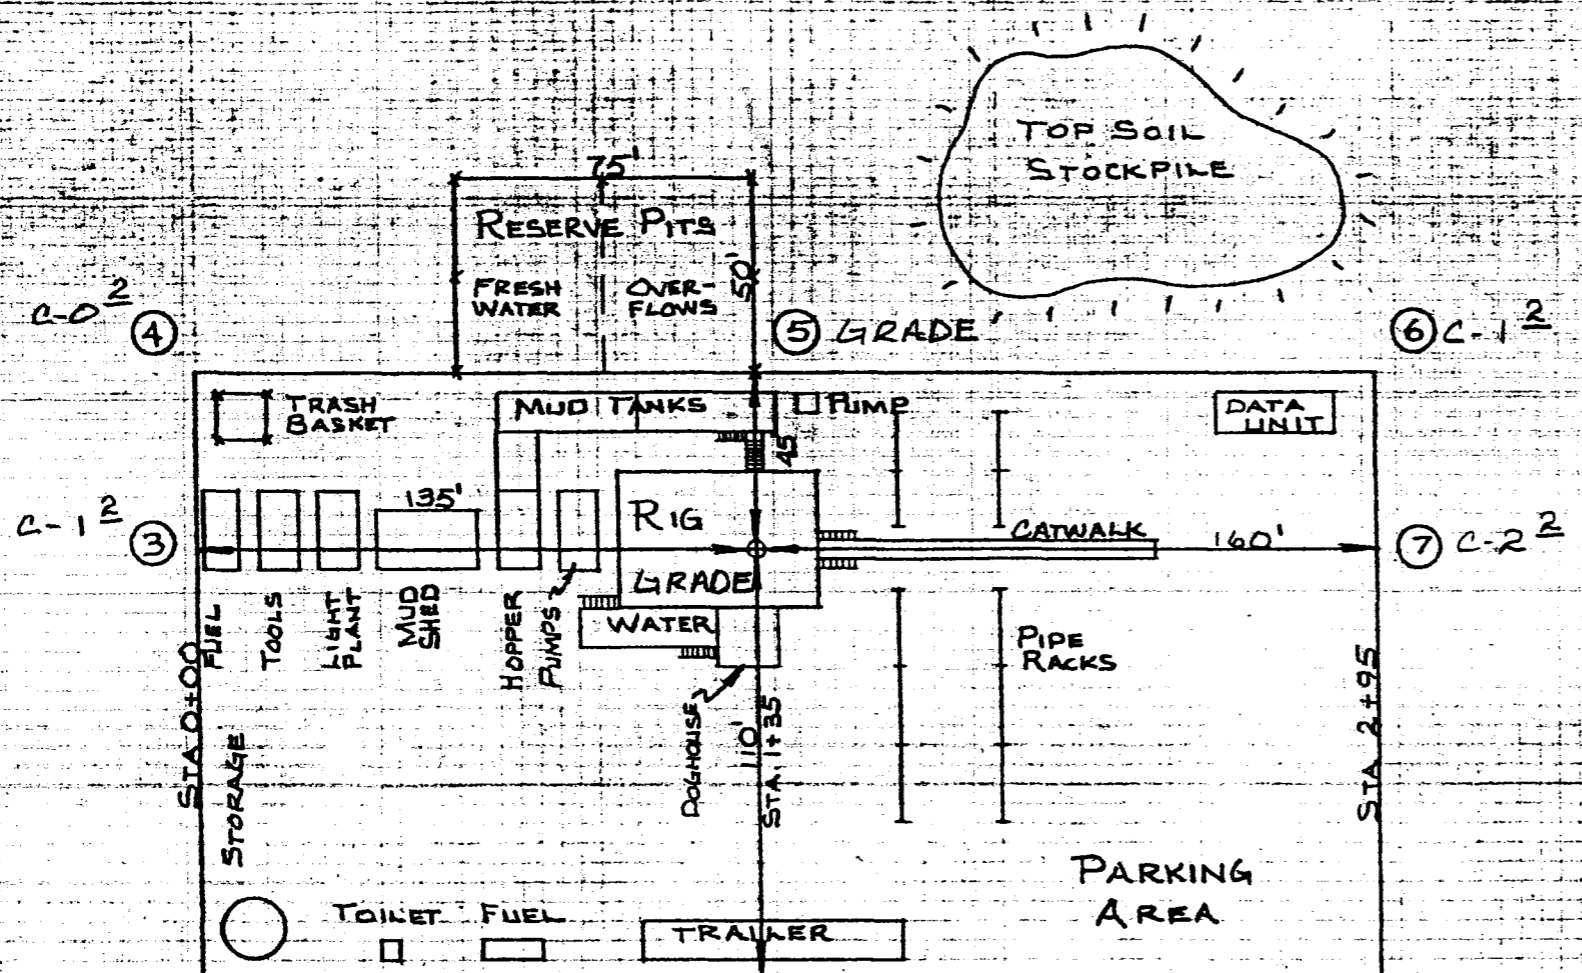 TOP SOIL
STOCKPILE
75'
RESERVE PITS
FRESH
WATER
OVER-
FLOWS
50'
C-0 2
4
5 GRADE
6 C-1 2
TRASH
BASKET
MUD TANKS
PUMP
DATA
UNIT
45
C-1 2
3
135'
RIG
GRADE
CATWALK
160'
7 C-2 2
FUEL
TOOLS
LIGHT
PLANT
MUD
SHED
HOPPER
PUMPS
WATER
PIPE
RACKS
STA 0+00
STORAGE
DOGHOUSE
110'
STA. 1+35
STA 2+95
PARKING
AREA
TOILET
FUEL
TRAILER